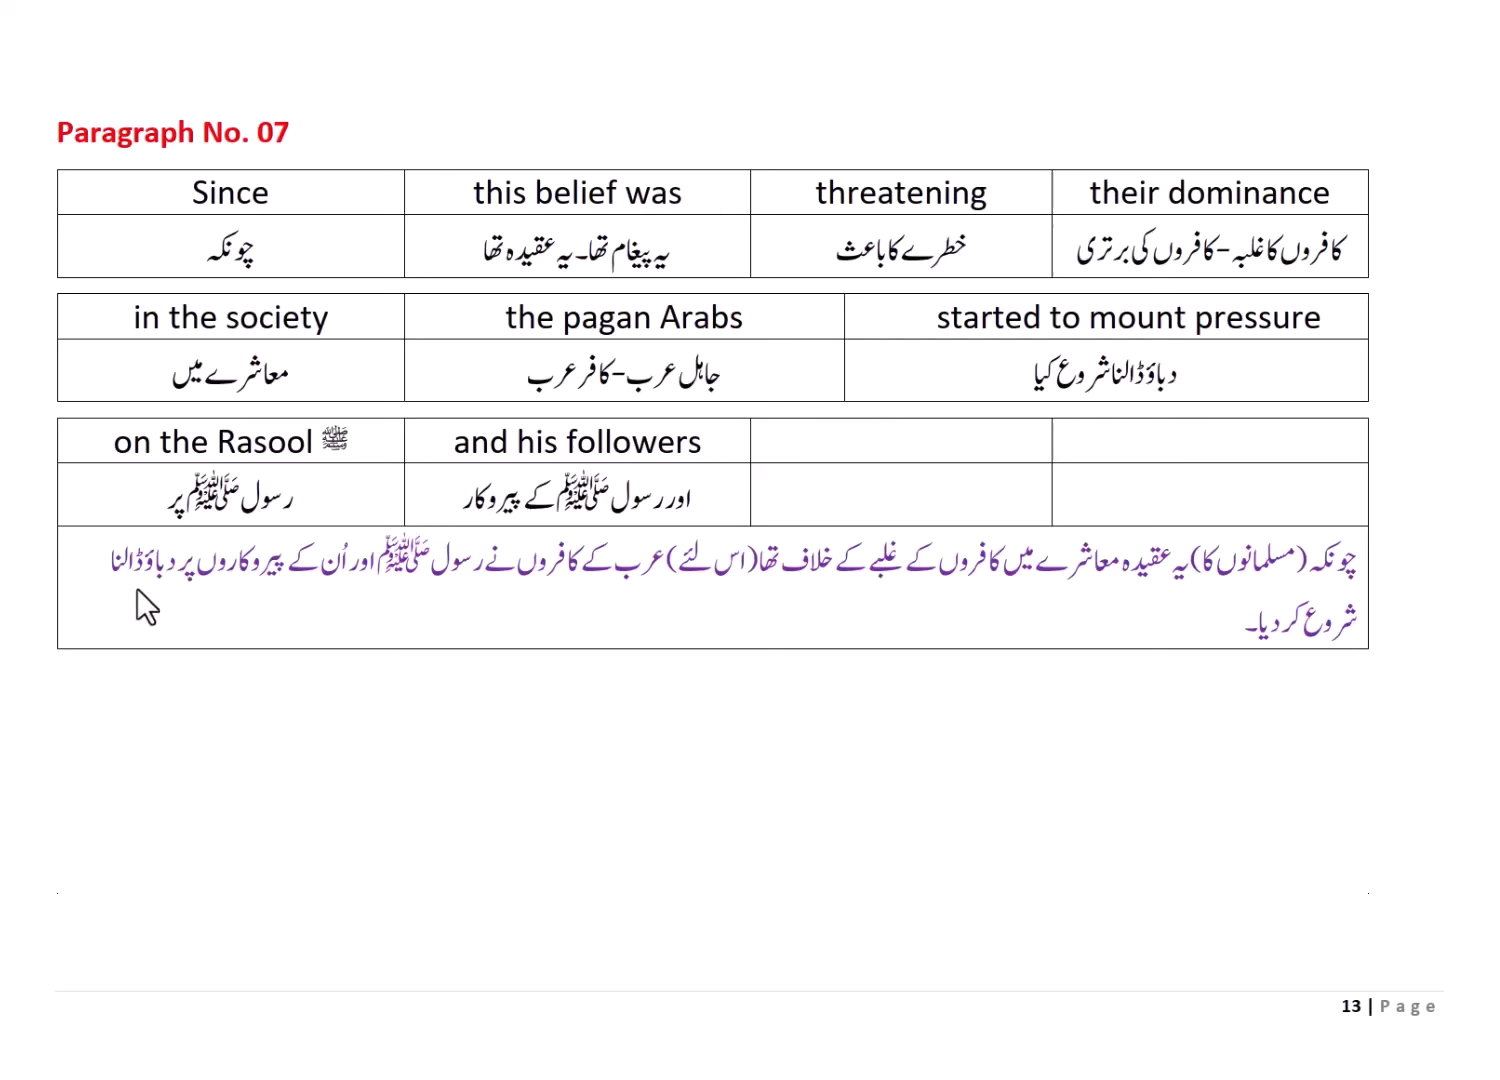 Paragraph No. 07
Since this belief was threatening their dominance
چونکہ یہ پیغام تھا۔ یہ عقیدہ تھا خطرے کا باعث کافروں کا غلبہ - کافروں کی برتری
in the society the pagan Arabs started to mount pressure
معاشرے میں جاہل عرب - کافر عرب دباؤ ڈالنا شروع کیا
on the Rasool ﷺ and his followers
رسول ﷺ پر اور رسول ﷺ کے پیروکار
چونکہ (مسلمانوں کا) یہ عقیدہ معاشرے میں کافروں کے غلبے کے خلاف تھا (اس لئے) عرب کے کافروں نے رسول ﷺ اور اُن کے پیروکاروں پر دباؤ ڈالنا
شروع کر دیا۔
13 | Page